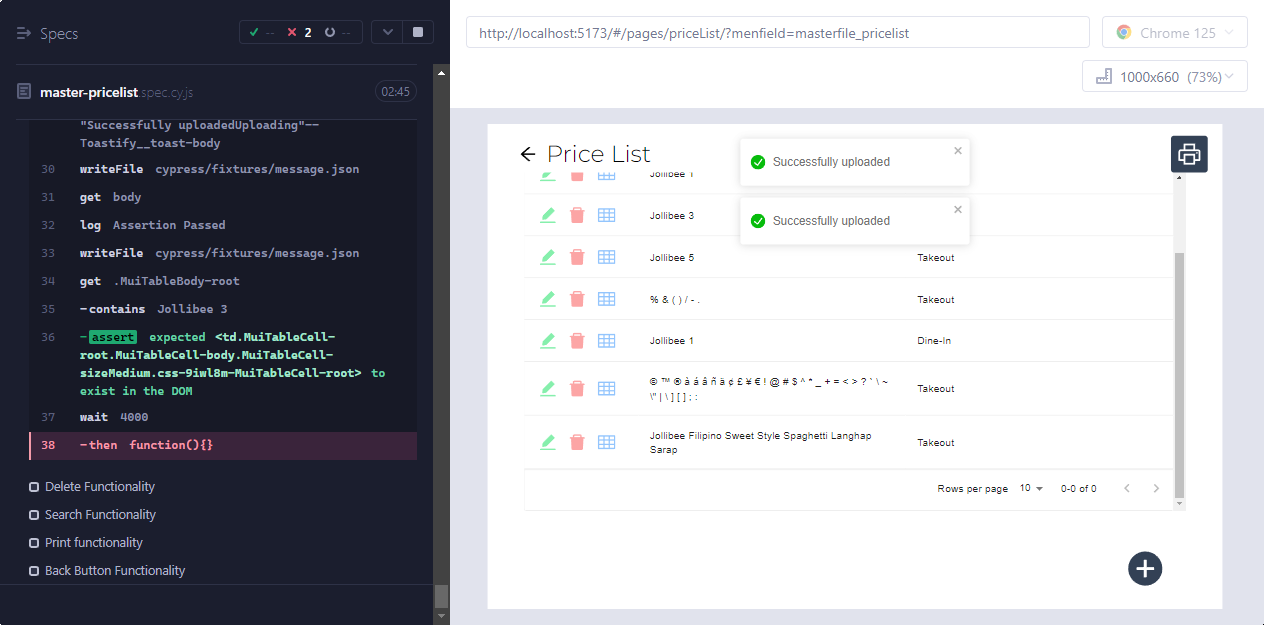 Specs
-- 2 --
master-pricelist spec.cy.js
02:45
"Successfully uploadedUploading"--
Toastify__toast-body
30 writeFile cypress/fixtures/message.json
31 get body
32 log Assertion Passed
33 writeFile cypress/fixtures/message.json
34 get .MuiTableBody-root
35 -contains Jollibee 3
36 -assert expected <td.MuiTableCell-
root.MuiTableCell-body.MuiTableCell-
sizeMedium.css-9iwl8m-MuiTableCell-root> to
exist in the DOM
37 wait 4000
38 -then function(){}
Delete Functionality
Search Functionality
Print functionality
Back Button Functionality
http://localhost:5173/#/pages/priceList/?menfield=masterfile_pricelist
Chrome 125
1000x660 (73%)
Price List
Successfully uploaded
Jollibee 1
Jollibee 3
Successfully uploaded
Jollibee 5 Takeout
% & ( ) / - . Takeout
Jollibee 1 Dine-In
© ™ ® à á â ñ ä ¢ £ ¥ € ! @ # $ ^ * _ + = < > ? ` \ ~
\" | \ ] [ ] ; :
Takeout
Jollibee Filipino Sweet Style Spaghetti Langhap
Sarap
Takeout
Rows per page 10 0-0 of 0